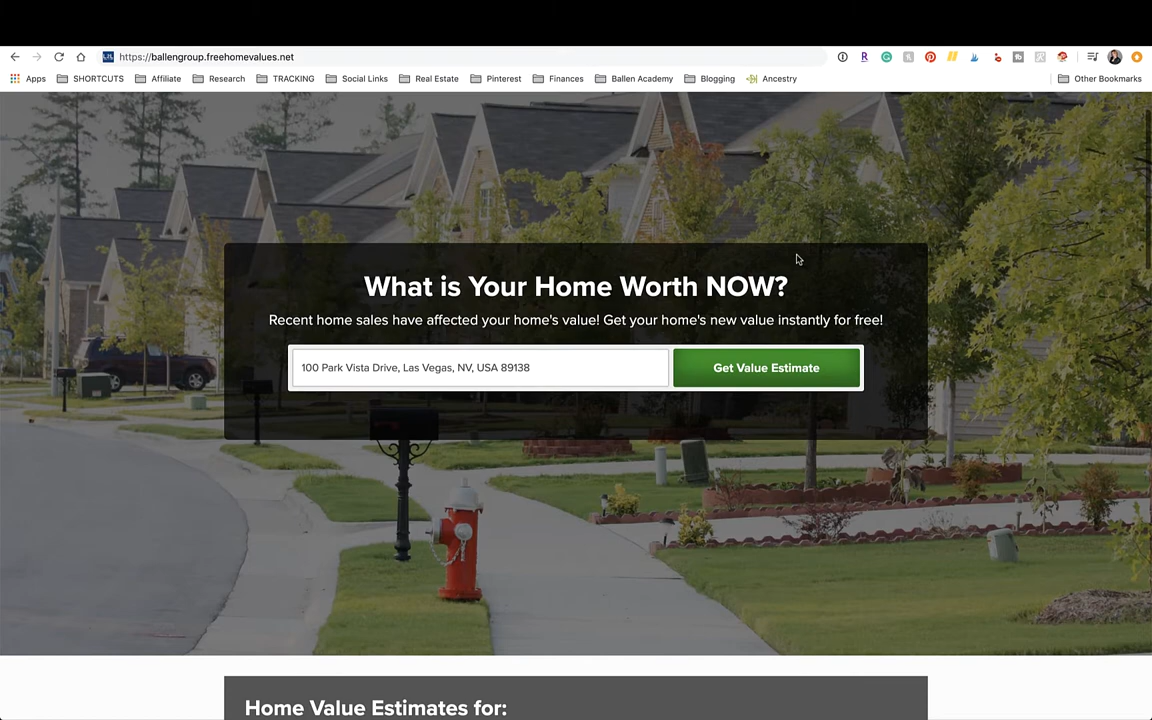 https://ballengroup.freehomevalues.net
Apps SHORTCUTS Affiliate Research TRACKING Social Links Real Estate Pinterest Finances Ballen Academy Blogging Ancestry Other Bookmarks
What is Your Home Worth NOW?
Recent home sales have affected your home's value! Get your home's new value instantly for free!
100 Park Vista Drive, Las Vegas, NV, USA 89138
Get Value Estimate
Home Value Estimates for: